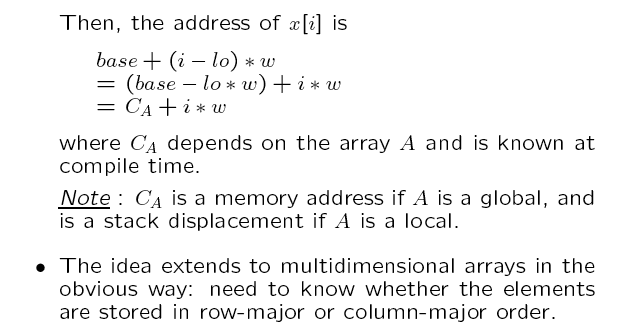 Then, the address of x[i] is
base + (i − lo) ∗ w
= (base − lo ∗ w) + i ∗ w
= C_A + i ∗ w
where C_A depends on the array A and is known at
compile time.
Note : C_A is a memory address if A is a global, and
is a stack displacement if A is a local.
• The idea extends to multidimensional arrays in the
obvious way: need to know whether the elements
are stored in row-major or column-major order.